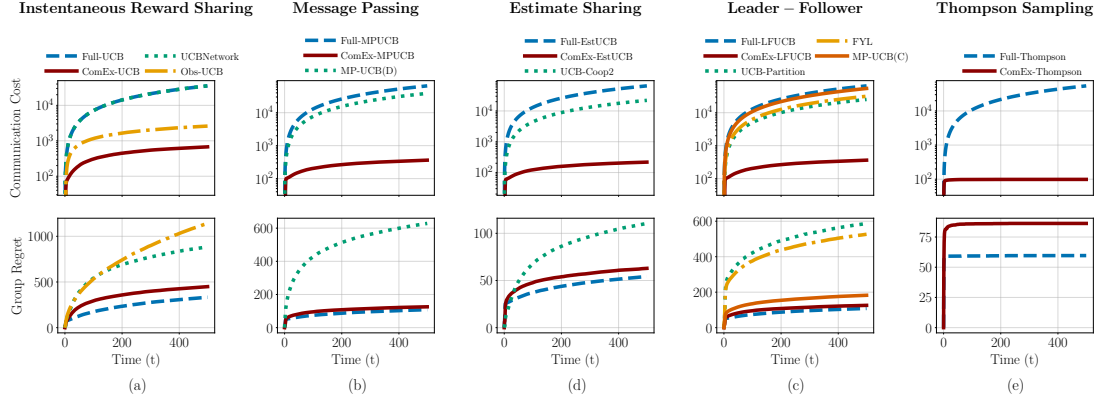 Instentaneous Reward Sharing
Message Passing
Estimate Sharing
Leader – Follower
Thompson Sampling
Full-UCB
UCBNetwork
ComEx-UCB
Obs-UCB
Full-MPUCB
ComEx-MPUCB
MP-UCB(D)
Full-EstUCB
ComEx-EstUCB
UCB-Coop2
Full-LFUCB
FYL
ComEx-LFUCB
MP-UCB(C)
UCB-Partition
Full-Thompson
ComEx-Thompson
Communication Cost
10^4
10^3
10^2
10^4
10^3
10^2
10^4
10^3
10^2
10^4
10^3
10^2
10^4
10^3
10^2
Group Regret
1000
500
0
600
400
200
0
100
50
0
600
400
200
0
75
50
25
0
0 200 400
0 200 400
0 200 400
0 200 400
0 200 400
Time (t)
Time (t)
Time (t)
Time (t)
Time (t)
(a)
(b)
(d)
(c)
(e)